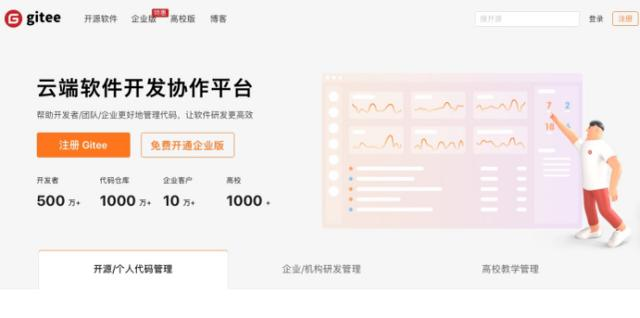 gitee
开源软件 企业版 特惠 高校版 博客
搜开源
登录 注册
云端软件开发协作平台
帮助开发者/团队/企业更好地管理代码，让软件研发更高效
注册 Gitee 免费开通企业版
开发者 代码仓库 企业客户 高校
500 万+ 1000 万+ 10 万+ 1000 +
7 2
18
开源/个人代码管理 企业/机构研发管理 高校教学管理